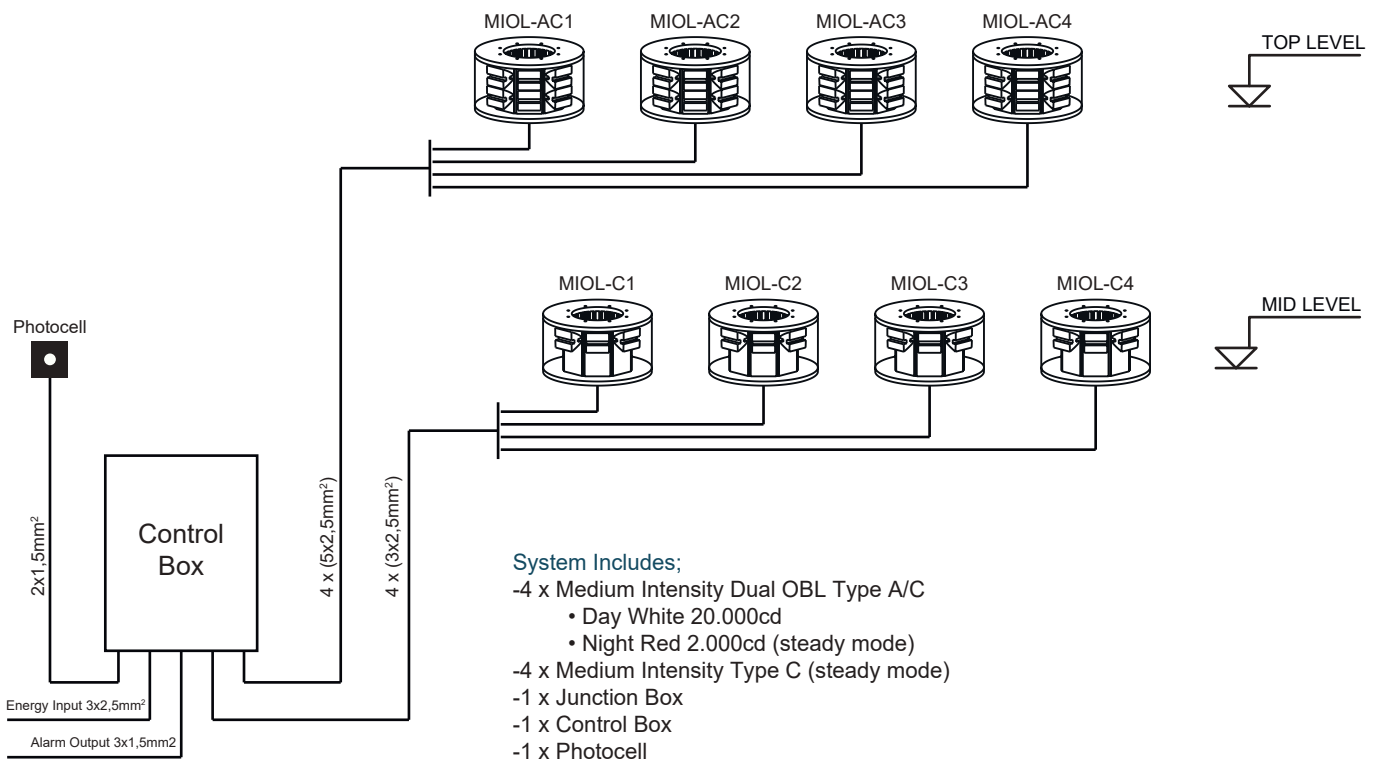 MIOL-AC1
MIOL-AC2
MIOL-AC3
MIOL-AC4
TOP LEVEL
MIOL-C1
MIOL-C2
MIOL-C3
MIOL-C4
MID LEVEL
Photocell
2x1,5mm²
Control
Box
4 x (5x2,5mm²)
4 x (3x2,5mm²)
Energy Input 3x2,5mm²
Alarm Output 3x1,5mm2
System Includes;
-4 x Medium Intensity Dual OBL Type A/C
• Day White 20.000cd
• Night Red 2.000cd (steady mode)
-4 x Medium Intensity Type C (steady mode)
-1 x Junction Box
-1 x Control Box
-1 x Photocell